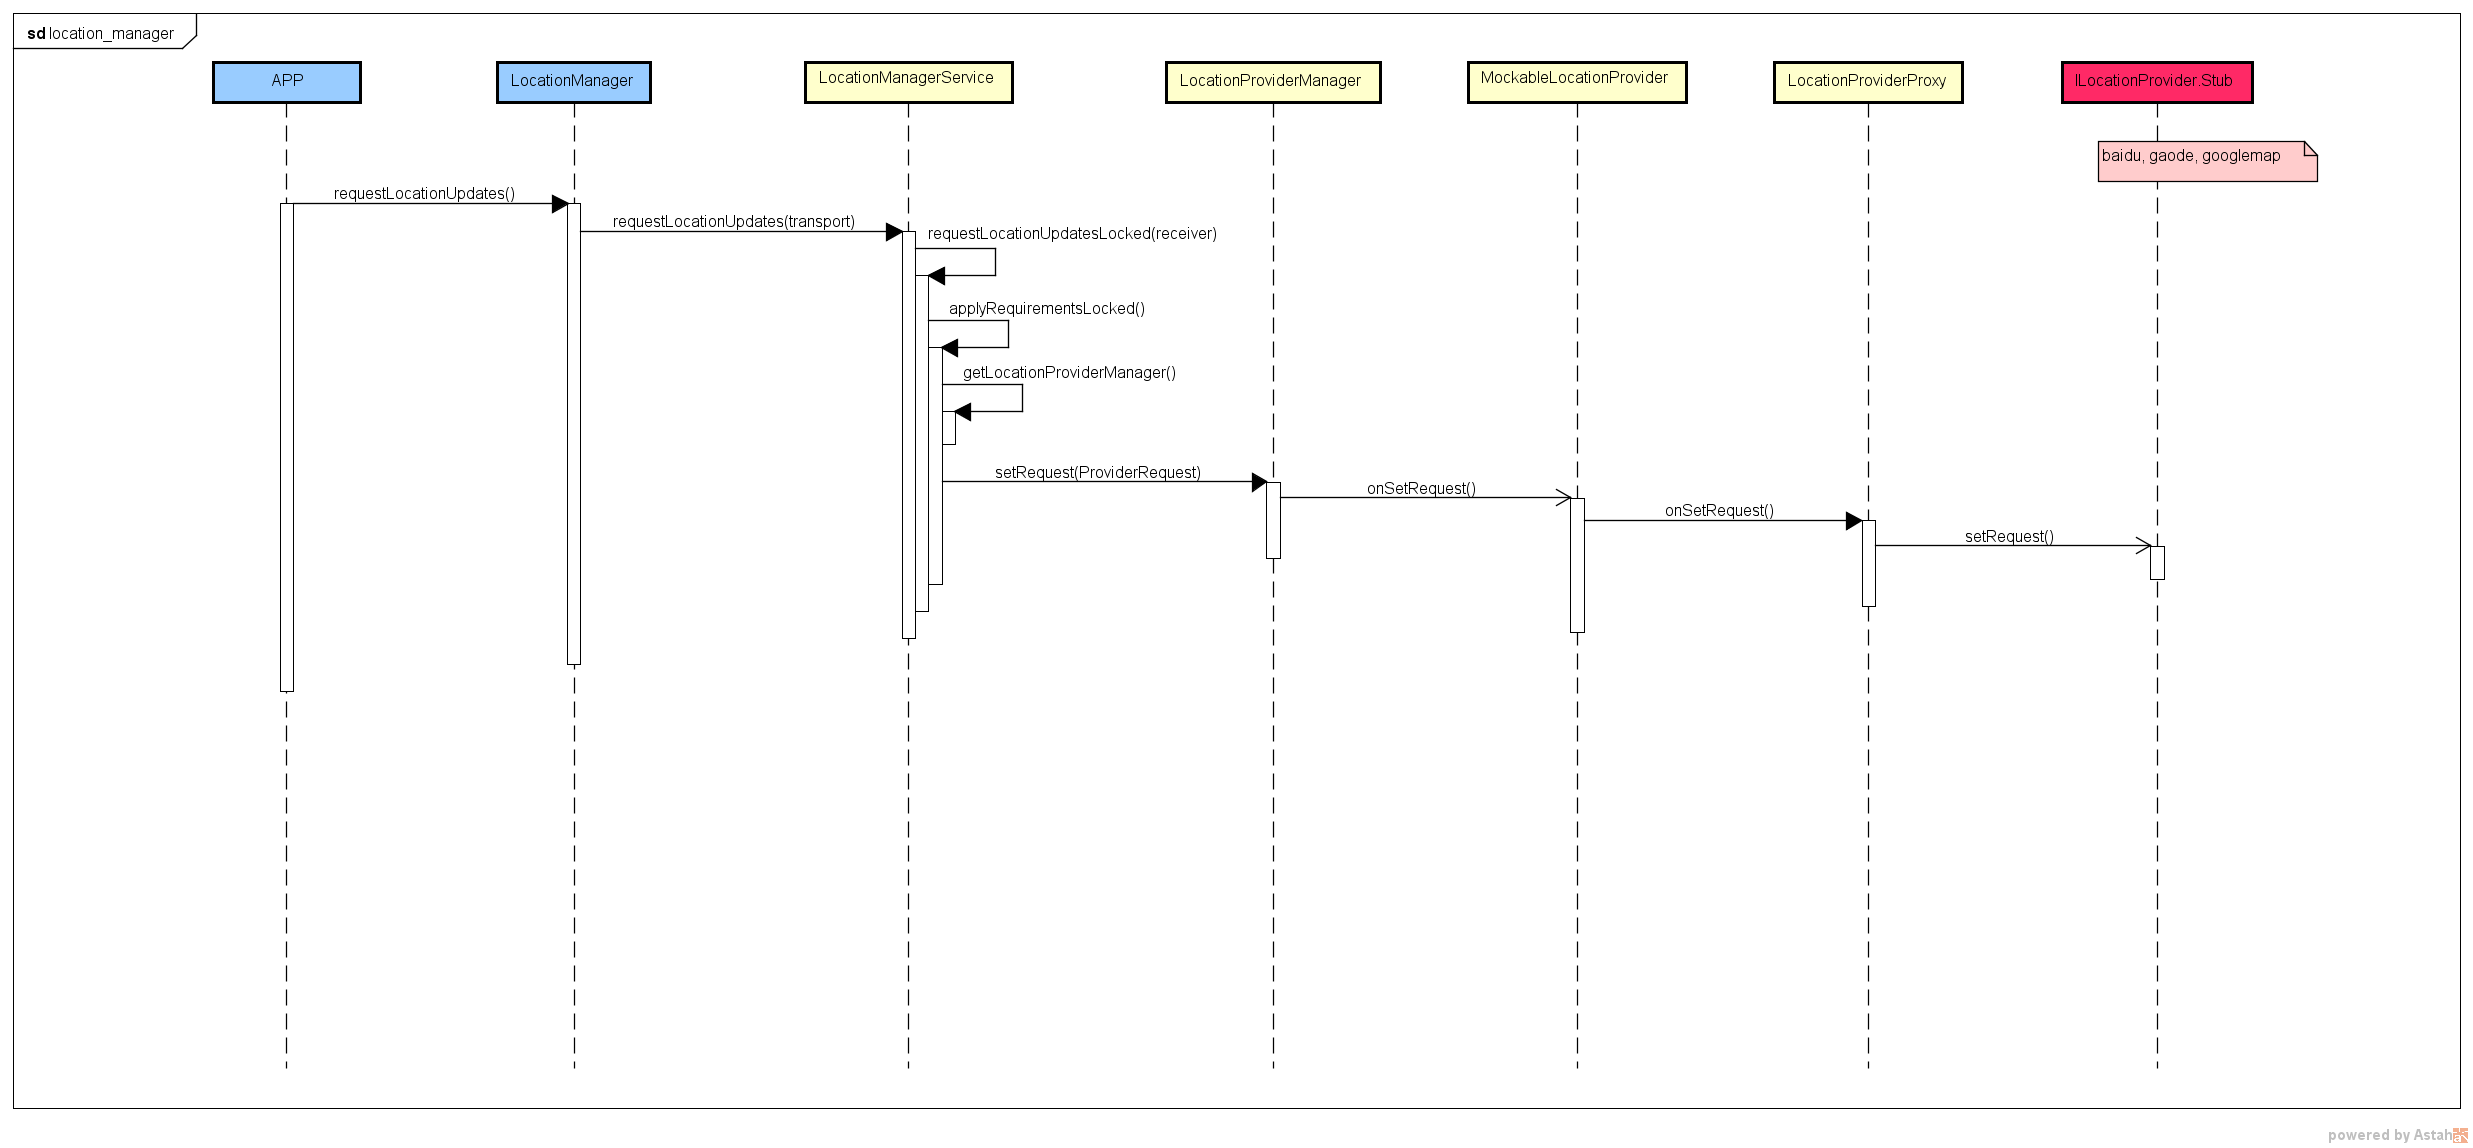 sd location_manager
APP
LocationManager
LocationManagerService
LocationProviderManager
MockableLocationProvider
LocationProviderProxy
ILocationProvider.Stub
baidu, gaode, googlemap
requestLocationUpdates()
requestLocationUpdates(transport)
requestLocationUpdatesLocked(receiver)
applyRequirementsLocked()
getLocationProviderManager()
setRequest(ProviderRequest)
onSetRequest()
onSetRequest()
setRequest()
powered by Astah